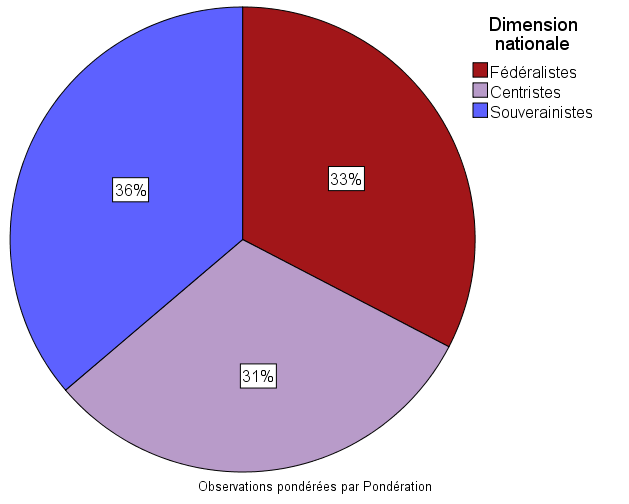 Dimension
nationale
Fédéralistes
Centristes
Souverainistes
36%
33%
31%
Observations pondérées par Pondération